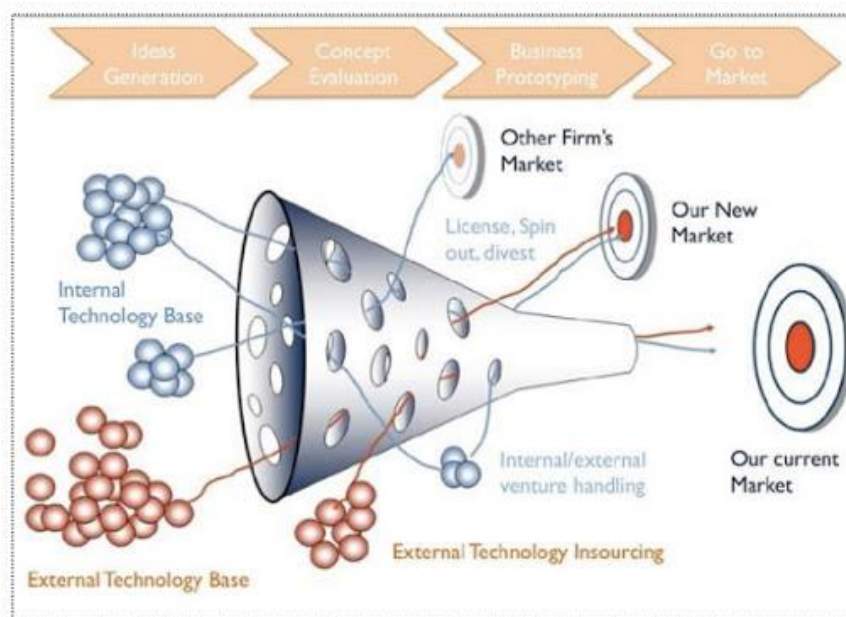 Ideas
Generation
Concept
Evaluation
Business
Prototyping
Go to
Market
Other Firm's
Market
License, Spin
out, divest
Our New
Market
Internal
Technology Base
Internal/external
venture handling
Our current
Market
External Technology Insourcing
External Technology Base